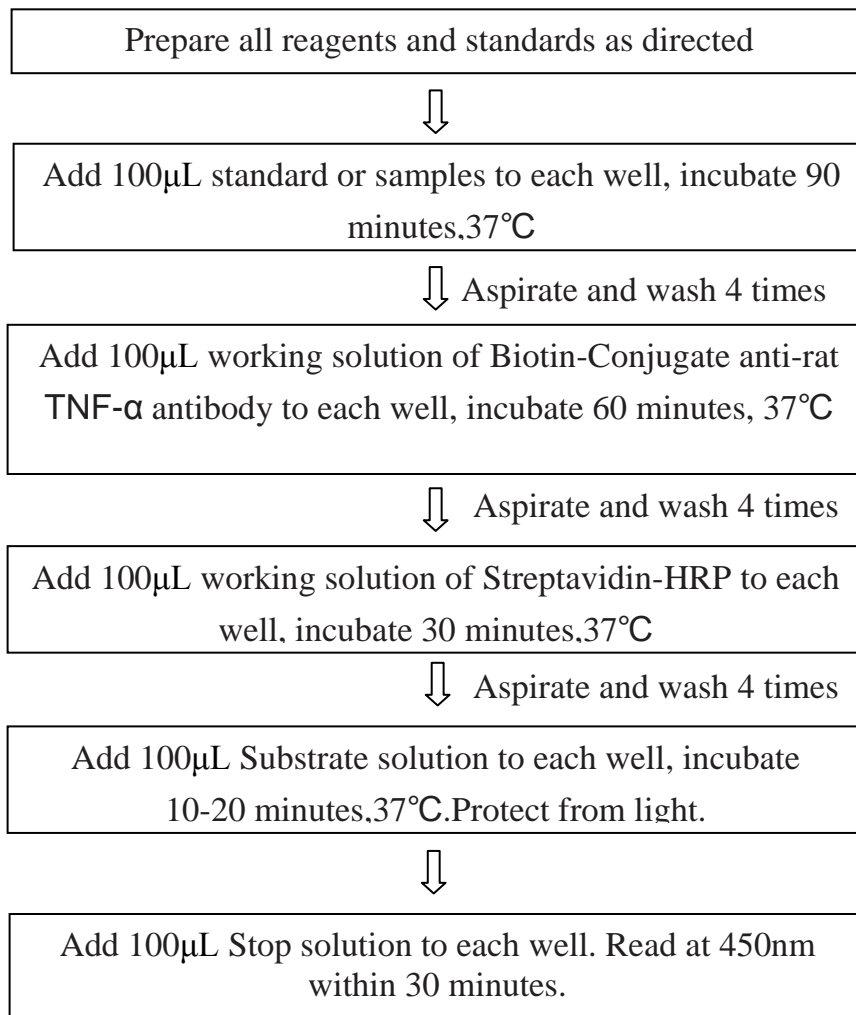 Prepare all reagents and standards as directed
Add 100μL standard or samples to each well, incubate 90
minutes,37℃
Aspirate and wash 4 times
Add 100μL working solution of Biotin-Conjugate anti-rat
TNF-α antibody to each well, incubate 60 minutes, 37℃
Aspirate and wash 4 times
Add 100μL working solution of Streptavidin-HRP to each
well, incubate 30 minutes,37℃
Aspirate and wash 4 times
Add 100μL Substrate solution to each well, incubate
10-20 minutes,37℃.Protect from light.
Add 100μL Stop solution to each well. Read at 450nm
within 30 minutes.